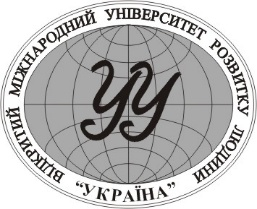 ВІДКРИТИЙ МІЖНАРОДНИЙ УНІВЕРСИТЕТ РОЗВИТКУ ЛЮДИНИ
"УКРАЇНА"
УУ